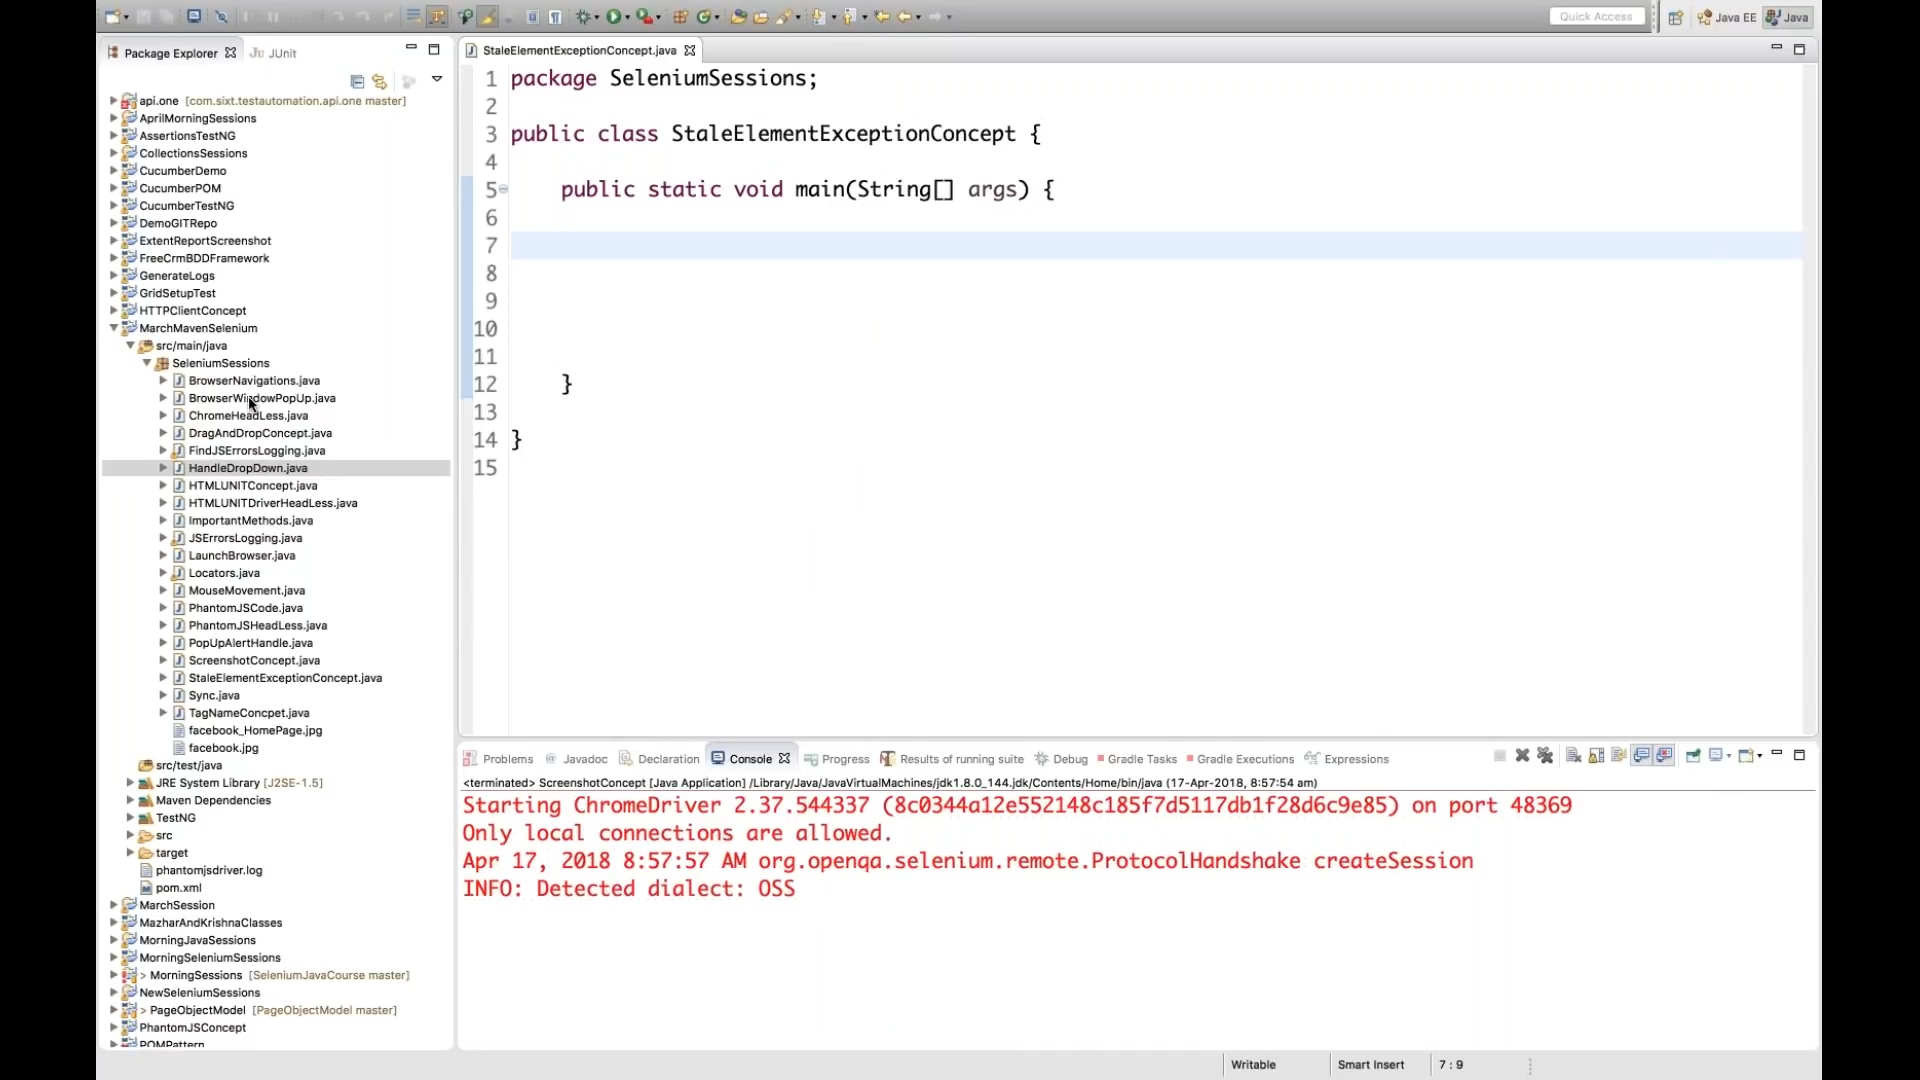 Quick Access
Java EE
Java
Package Explorer
JUnit
api.one [com.sixt.testautomation.api.one master]
AprilMorningSessions
AssertionsTestNG
CollectionsSessions
CucumberDemo
CucumberPOM
CucumberTestNG
DemoGITRepo
ExtentReportScreenshot
FreeCrmBDDFramework
GenerateLogs
GridSetupTest
HTTPClientConcept
MarchMavenSelenium
src/main/java
SeleniumSessions
BrowserNavigations.java
BrowserWindowPopUp.java
ChromeHeadLess.java
DragAndDropConcept.java
FindJSErrorsLogging.java
HandleDropDown.java
HTMLUNITConcept.java
HTMLUNITDriverHeadLess.java
ImportantMethods.java
JSErrorsLogging.java
LaunchBrowser.java
Locators.java
MouseMovement.java
PhantomJSCode.java
PhantomJSHeadLess.java
PopUpAlertHandle.java
ScreenshotConcept.java
StaleElementExceptionConcept.java
Sync.java
TagNameConcpet.java
facebook_HomePage.jpg
facebook.jpg
src/test/java
JRE System Library [J2SE-1.5]
Maven Dependencies
TestNG
src
target
phantomjsdriver.log
pom.xml
MarchSession
MazharAndKrishnaClasses
MorningJavaSessions
MorningSeleniumSessions
> MorningSessions [SeleniumJavaCourse master]
NewSeleniumSessions
> PageObjectModel [PageObjectModel master]
PhantomJSConcept
POMPattern
StaleElementExceptionConcept.java
1 package SeleniumSessions;
2
3 public class StaleElementExceptionConcept {
4
5 public static void main(String[] args) {
6
7
8
9
10
11
12 }
13
14 }
15
Problems
Javadoc
Declaration
Console
Progress
Results of running suite
Debug
Gradle Tasks
Gradle Executions
Expressions
<terminated> ScreenshotConcept [Java Application] /Library/Java/JavaVirtualMachines/jdk1.8.0_144.jdk/Contents/Home/bin/java (17-Apr-2018, 8:57:54 am)
Starting ChromeDriver 2.37.544337 (8c0344a12e552148c185f7d5117db1f28d6c9e85) on port 48369
Only local connections are allowed.
Apr 17, 2018 8:57:57 AM org.openqa.selenium.remote.ProtocolHandshake createSession
INFO: Detected dialect: OSS
Writable
Smart Insert
7 : 9